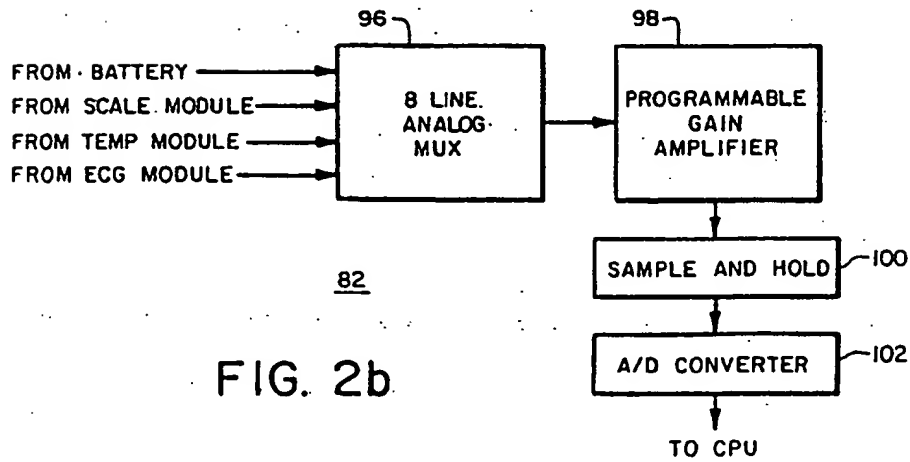 96
98
FROM BATTERY
FROM SCALE MODULE
FROM TEMP MODULE
FROM ECG MODULE
8 LINE
ANALOG
MUX
PROGRAMMABLE
GAIN
AMPLIFIER
SAMPLE AND HOLD
100
82
A/D CONVERTER
102
FIG. 2b
TO CPU